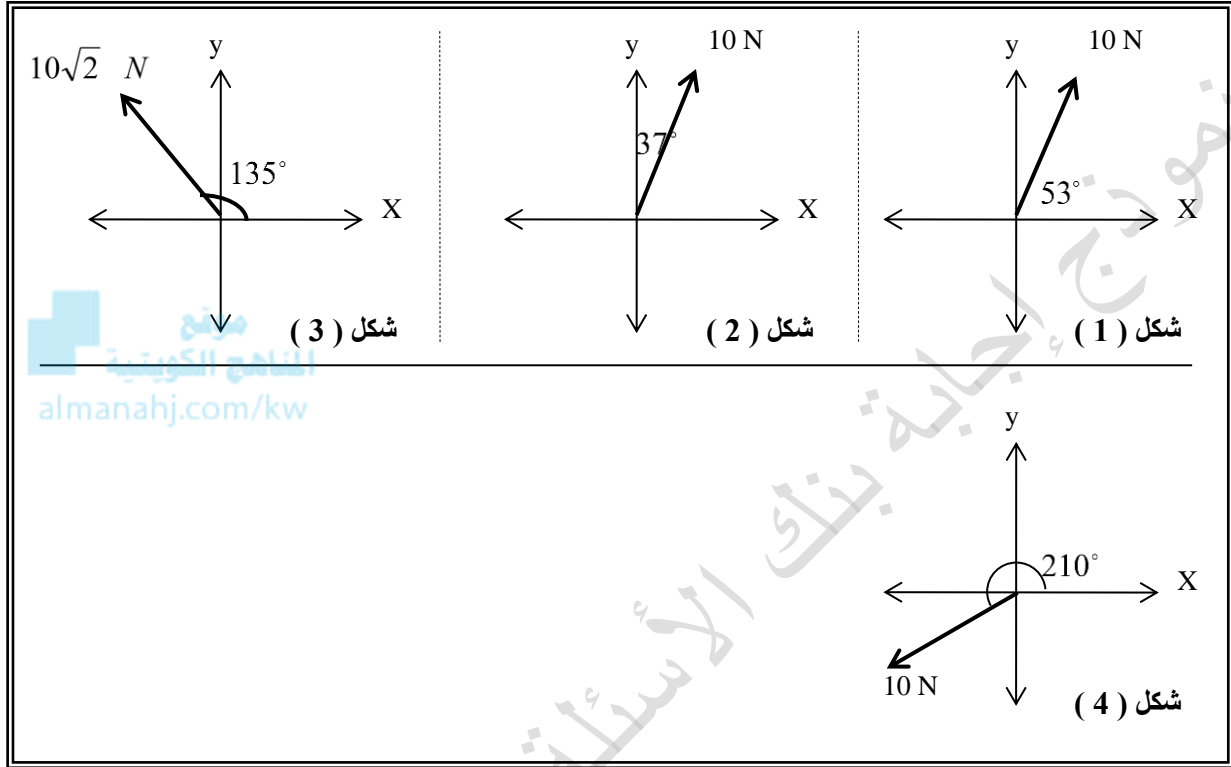 y
10 N
53°
X
شكل ( 1 )
y
10 N
37°
X
شكل ( 2 )
y
10√2 N
135°
X
شكل ( 3 )
موقع
المناهج الكويتية
almanahj.com/kw
y
210°
X
10 N
شكل ( 4 )
نموذج إجابة بنك الأسئلة